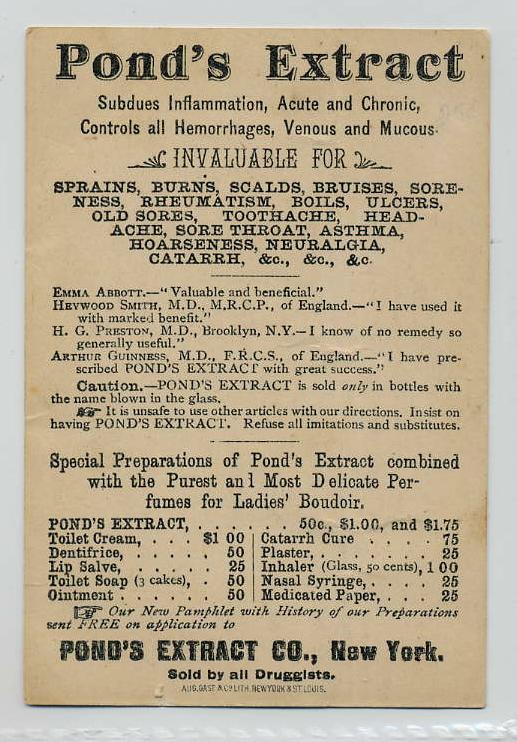 Pond's Extract
Subdues Inflammation, Acute and Chronic,
Controls all Hemorrhages, Venous and Mucous.
INVALUABLE FOR
SPRAINS, BURNS, SCALDS, BRUISES, SORE-
NESS, RHEUMATISM, BOILS, ULCERS,
OLD SORES, TOOTHACHE, HEAD-
ACHE, SORE THROAT, ASTHMA,
HOARSENESS, NEURALGIA,
CATARRH, &c., &c., &c.
EMMA ABBOTT.—"Valuable and beneficial."
HEYWOOD SMITH, M.D., M.R.C.P., of England.—"I have used it
with marked benefit."
H. G. PRESTON, M.D., Brooklyn, N.Y.—I know of no remedy so
generally useful."
ARTHUR GUINNESS, M.D., F.R.C.S., of England.—"I have pre-
scribed POND'S EXTRACT with great success."
Caution.—POND'S EXTRACT is sold only in bottles with
the name blown in the glass.
☞ It is unsafe to use other articles with our directions. Insist on
having POND'S EXTRACT. Refuse all imitations and substitutes.
Special Preparations of Pond's Extract combined
with the Purest and Most Delicate Per-
fumes for Ladies' Boudoir.
POND'S EXTRACT, . . . . . . 50c., $1.00, and $1.75
Toilet Cream, . . . . $1 00
Dentifrice, . . . . . 50
Lip Salve, . . . . . 25
Toilet Soap (3 cakes), . 50
Ointment . . . . . 50
Catarrh Cure . . . . 75
Plaster, . . . . . . . 25
Inhaler (Glass, 50 cents), 1 00
Nasal Syringe, . . . . 25
Medicated Paper, . . . 25
☞ Our New Pamphlet with History of our Preparations
sent FREE on application to
POND'S EXTRACT CO., New York.
Sold by all Druggists.
AUG. GAST & CO LITH. NEW YORK & ST. LOUIS.